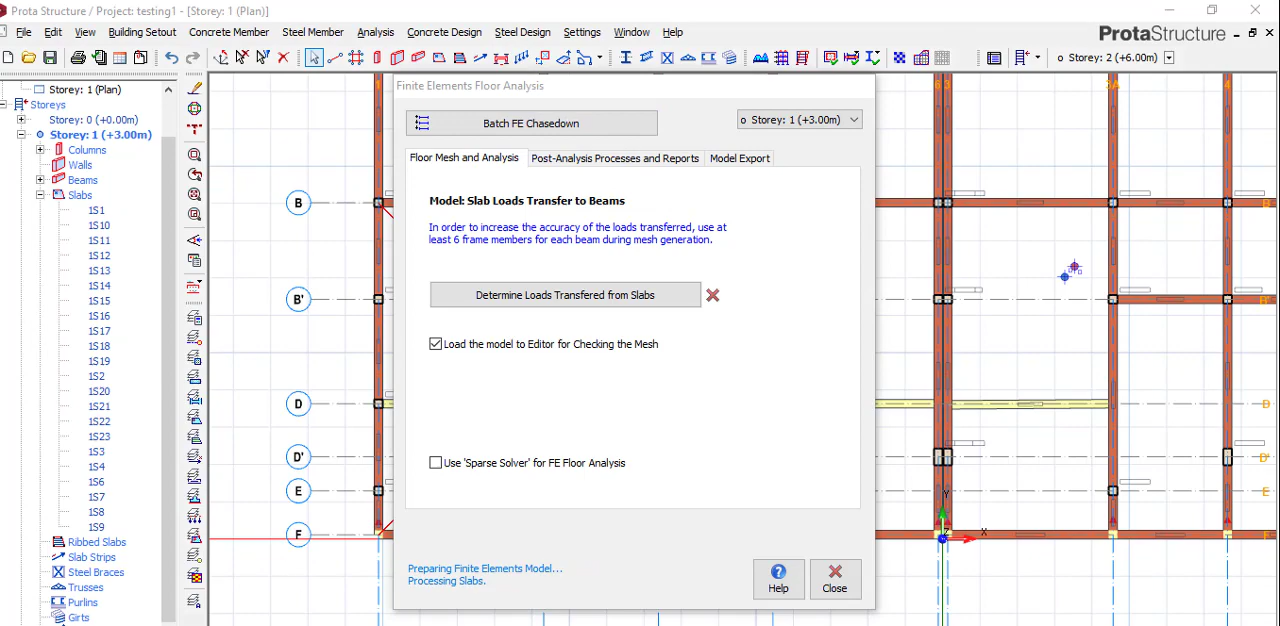 Prota Structure / Project: testing1 - [Storey: 1 (Plan)]
File Edit View Building Setout Concrete Member Steel Member Analysis Concrete Design Steel Design Settings Window Help
ProtaStructure
Storey: 2 (+6.00m)
Storey: 1 (Plan)
Storeys
Storey: 0 (+0.00m)
Storey: 1 (+3.00m)
Columns
Walls
Beams
Slabs
1S1
1S10
1S11
1S12
1S13
1S14
1S15
1S16
1S17
1S18
1S19
1S2
1S20
1S21
1S22
1S23
1S3
1S4
1S6
1S7
1S8
1S9
Ribbed Slabs
Slab Strips
Steel Braces
Trusses
Purlins
Girts
B
B'
D
D'
E
F
Finite Elements Floor Analysis
Batch FE Chasedown
Storey: 1 (+3.00m)
Floor Mesh and Analysis
Post-Analysis Processes and Reports
Model Export
Model: Slab Loads Transfer to Beams
In order to increase the accuracy of the loads transferred, use at
least 6 frame members for each beam during mesh generation.
Determine Loads Transfered from Slabs
Load the model to Editor for Checking the Mesh
Use 'Sparse Solver' for FE Floor Analysis
Preparing Finite Elements Model...
Processing Slabs.
Help
Close
4
B
B'
D
D'
E
Y
Z
X